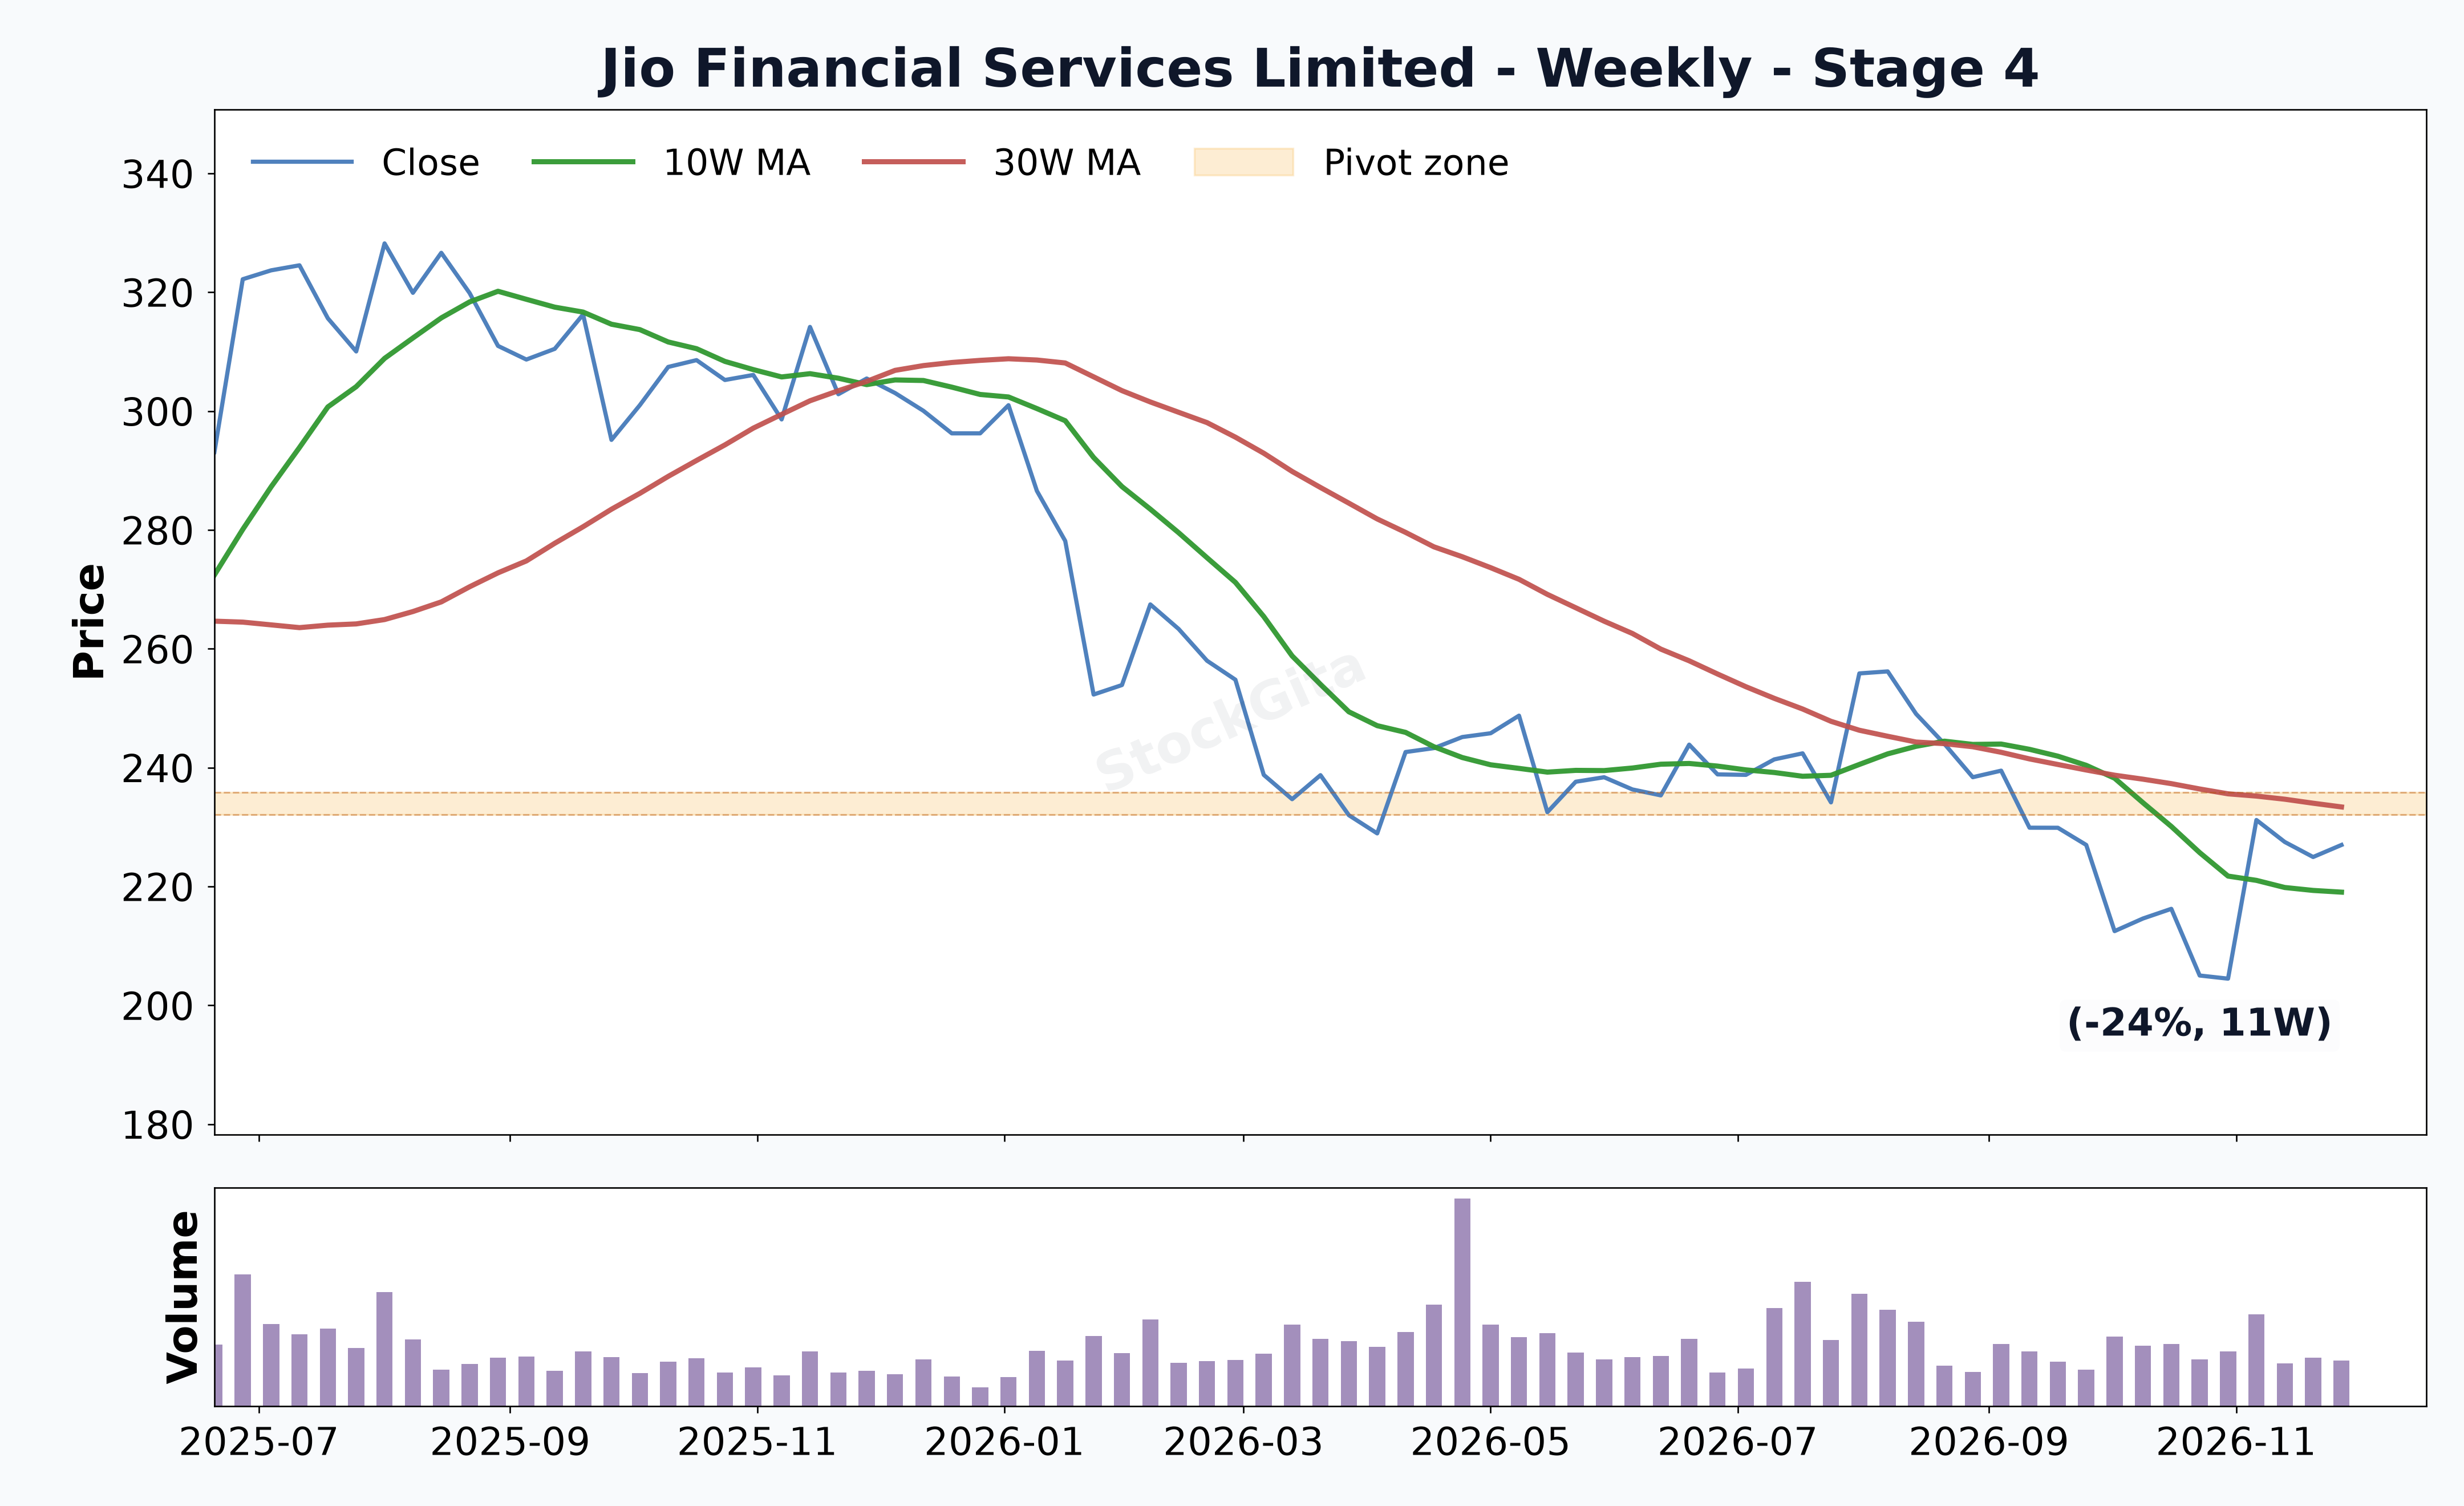 Jio Financial Services Limited - Weekly - Stage 4
Close 10W MA 30W MA Pivot zone
340
320
300
280
260
240
220
200
180
Price
StockGita
(-24%, 11W)
Volume
2025-07 2025-09 2025-11 2026-01 2026-03 2026-05 2026-07 2026-09 2026-11